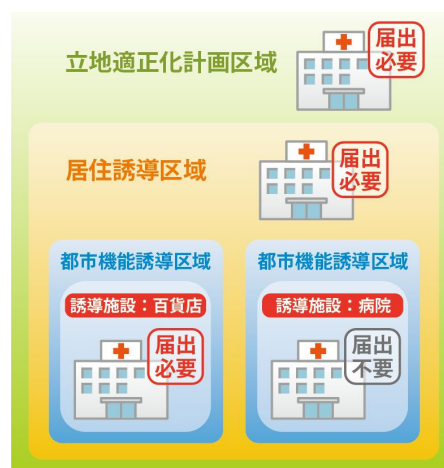 立地適正化計画区域
届出
必要
居住誘導区域
届出
必要
都市機能誘導区域
誘導施設：百貨店
届出
必要
都市機能誘導区域
誘導施設：病院
届出
不要